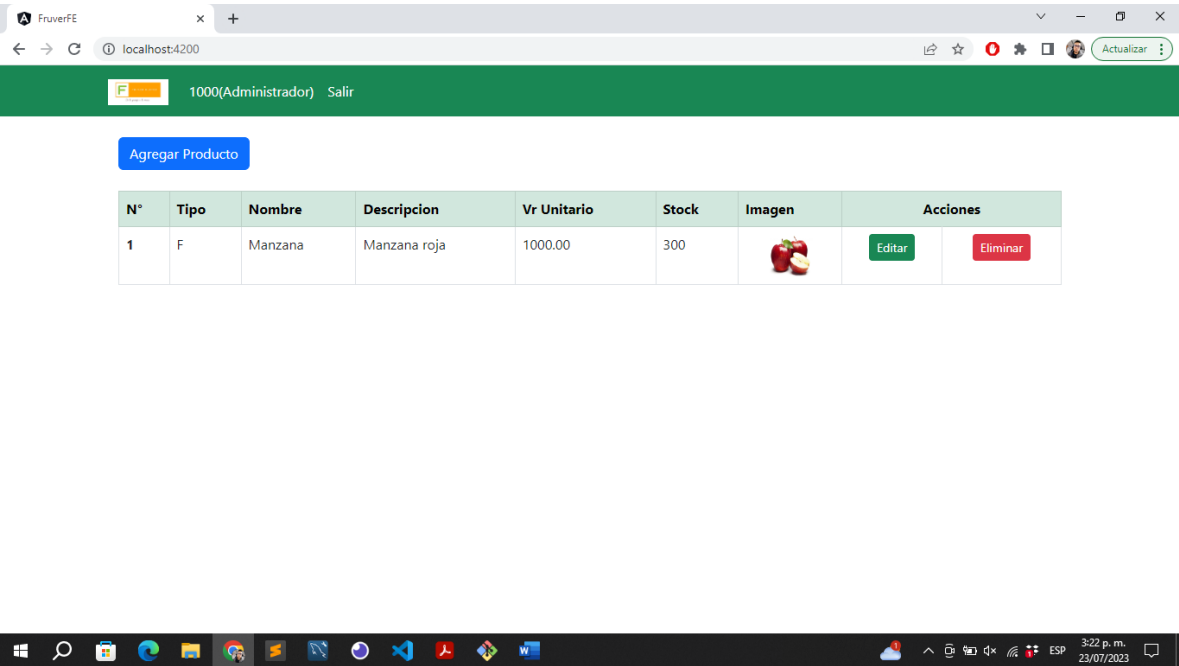 FruverFE
localhost:4200
Actualizar
F
1000(Administrador) Salir
Agregar Producto
N° Tipo Nombre Descripcion Vr Unitario Stock Imagen Acciones
1 F Manzana Manzana roja 1000.00 300 Editar Eliminar
ESP
3:22 p. m.
23/07/2023